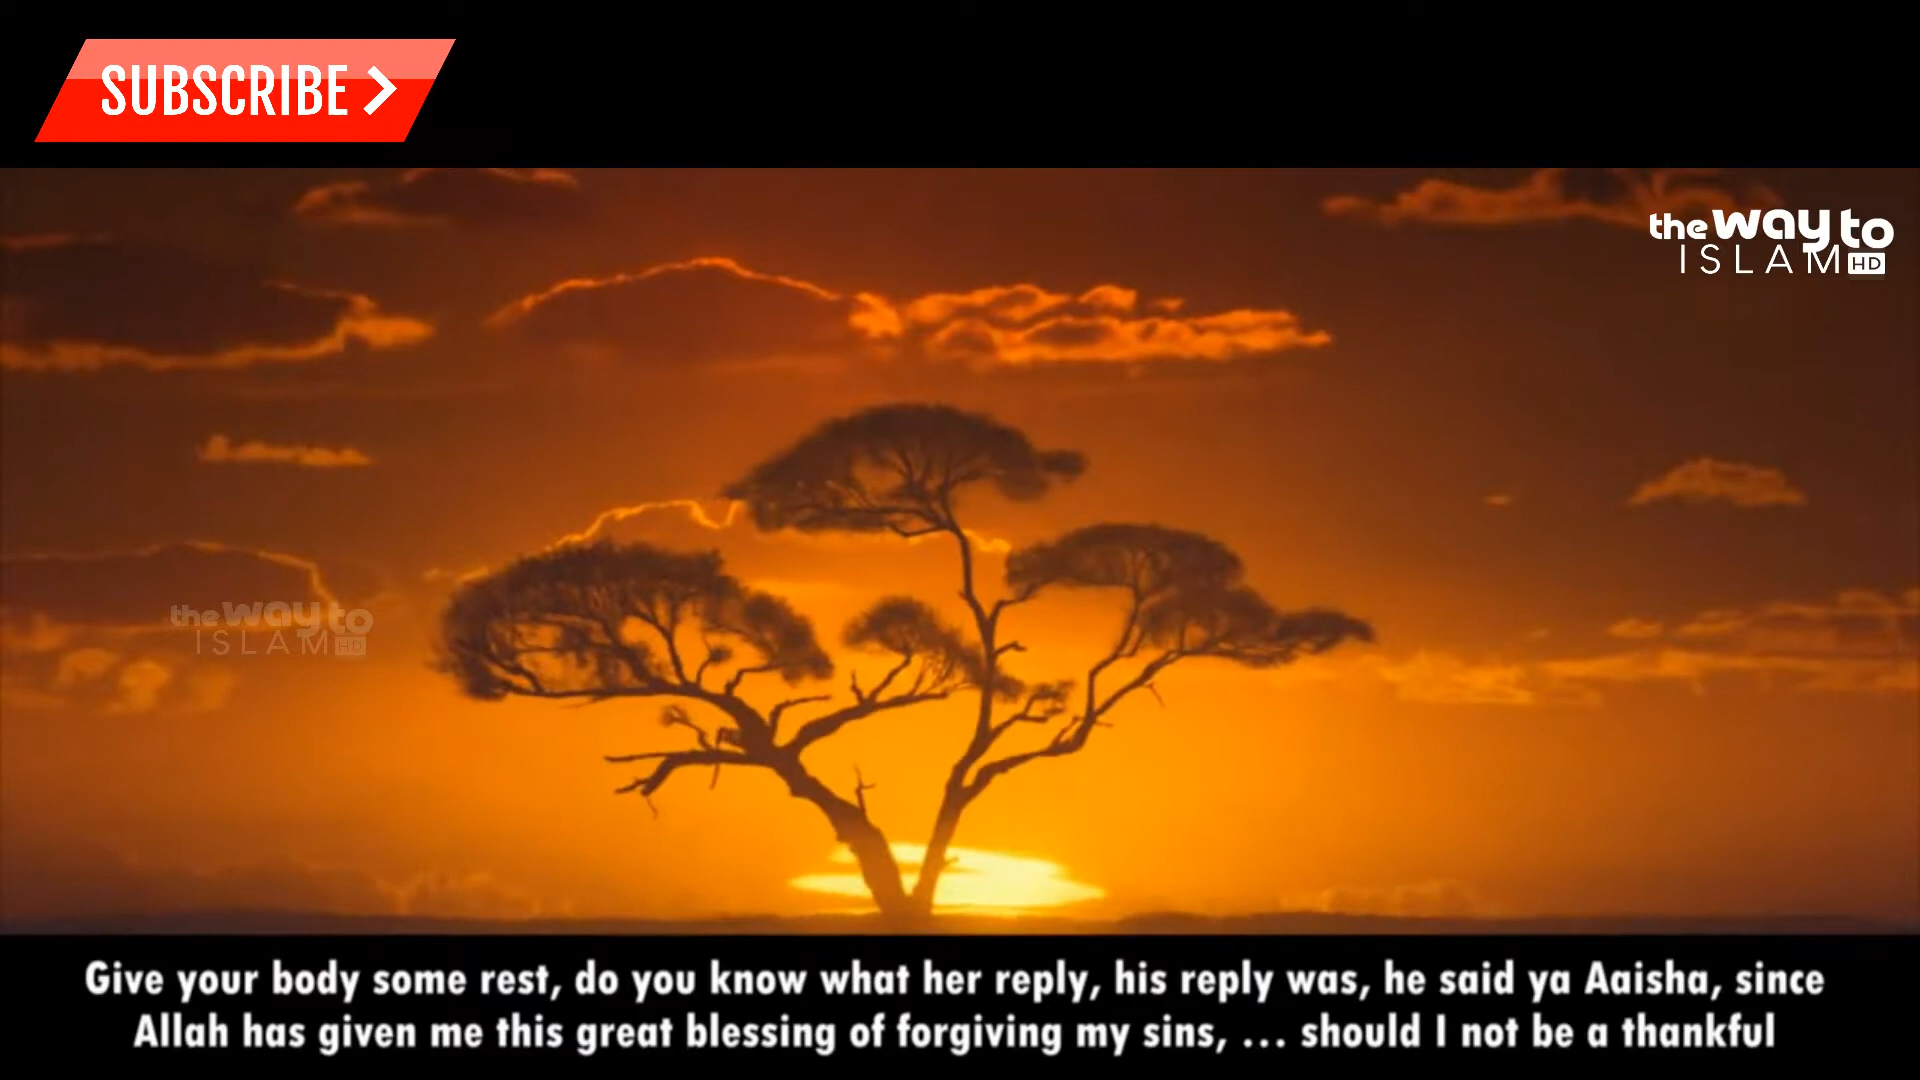 SUBSCRIBE
the way to
ISLAM HD
the way to
ISLAM HD
Give your body some rest, do you know what her reply, his reply was, he said ya Aaisha, since
Allah has given me this great blessing of forgiving my sins, ... should I not be a thankful